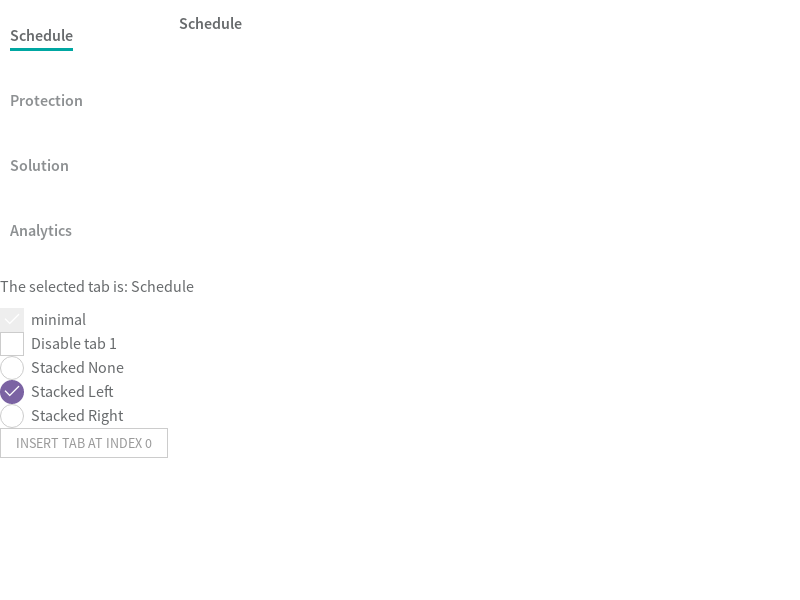 Schedule
Schedule
Protection
Solution
Analytics
The selected tab is: Schedule
minimal
Disable tab 1
Stacked None
Stacked Left
Stacked Right
INSERT TAB AT INDEX 0